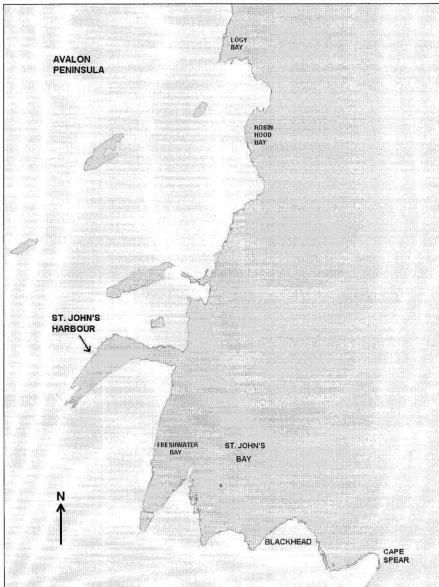 LOGY
BAY
AVALON
PENINSULA
ROBIN
HOOD
BAY
ST. JOHN'S
HARBOUR
FRESHWATER
BAY
ST. JOHN'S
BAY
N
BLACKHEAD
CAPE
SPEAR